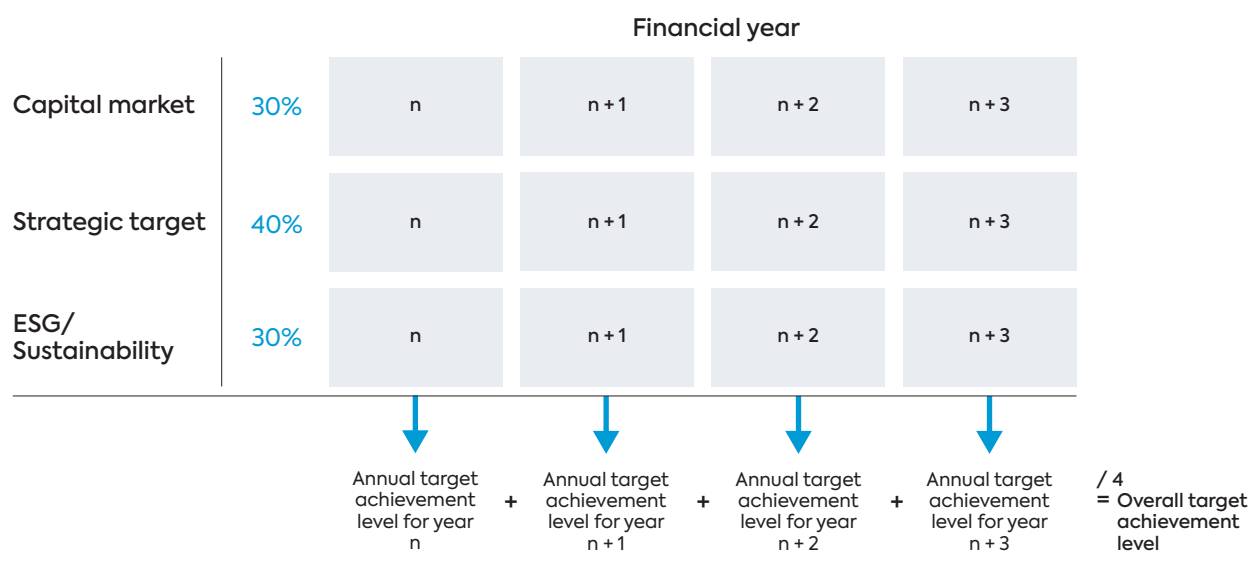 Financial year
Capital market 30% n n + 1 n + 2 n + 3
Strategic target 40% n n + 1 n + 2 n + 3
ESG/
Sustainability 30% n n + 1 n + 2 n + 3
Annual target Annual target Annual target Annual target / 4
achievement + achievement + achievement + achievement = Overall target
level for year level for year level for year level for year achievement
n n + 1 n + 2 n + 3 level